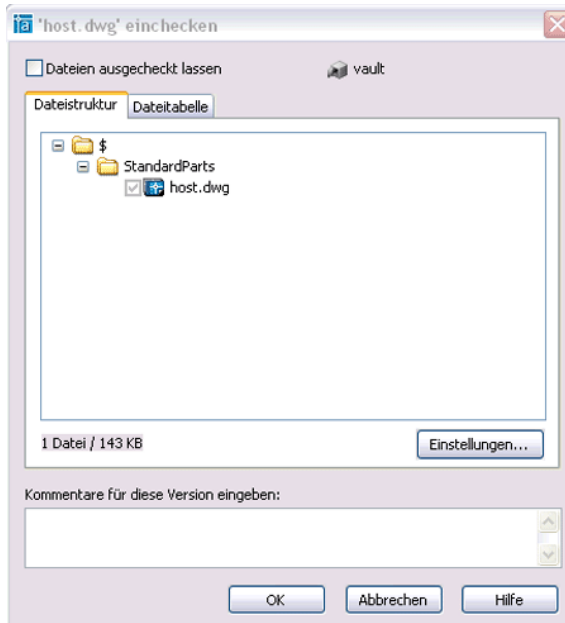 'host.dwg' einchecken
Dateien ausgecheckt lassen vault
Dateistruktur Dateitabelle
$
StandardParts
host.dwg
1 Datei / 143 KB
Einstellungen...
Kommentare für diese Version eingeben:
OK Abbrechen Hilfe